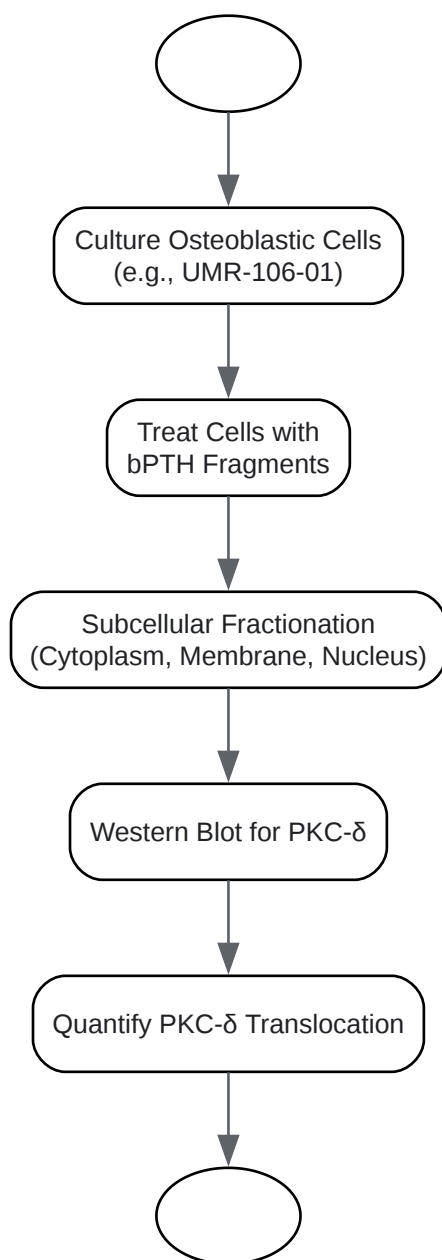 Culture Osteoblastic Cells
(e.g., UMR-106-01)
Treat Cells with
bPTH Fragments
Subcellular Fractionation
(Cytoplasm, Membrane, Nucleus)
Western Blot for PKC-δ
Quantify PKC-δ Translocation